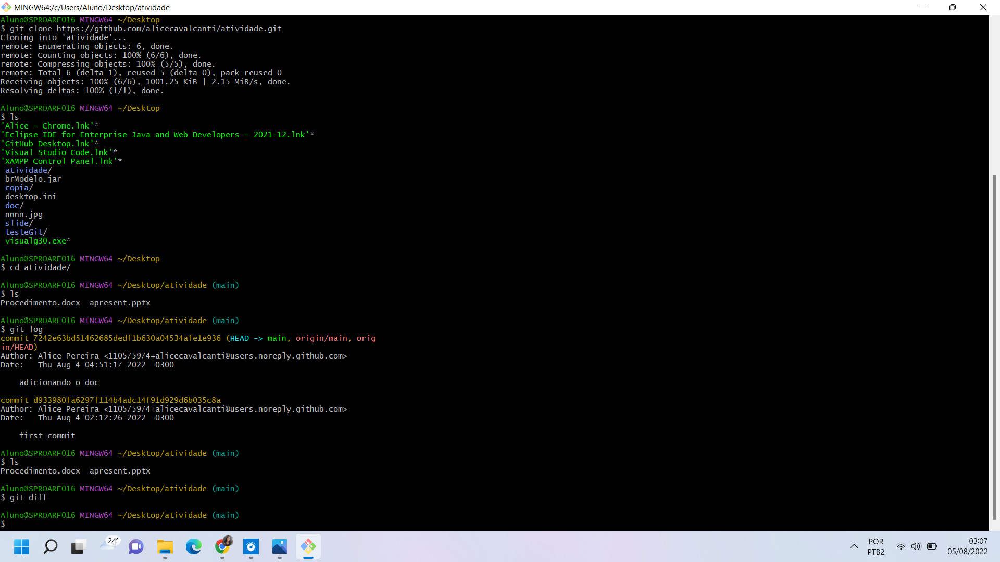 MINGW64:/c/Users/Aluno/Desktop/atividade
Aluno@SPROARF016 MINGW64 ~/Desktop
$ git clone https://github.com/alicecavalcanti/atividade.git
Cloning into 'atividade'...
remote: Enumerating objects: 6, done.
remote: Counting objects: 100% (6/6), done.
remote: Compressing objects: 100% (5/5), done.
remote: Total 6 (delta 1), reused 5 (delta 0), pack-reused 0
Receiving objects: 100% (6/6), 1001.25 KiB | 2.15 MiB/s, done.
Resolving deltas: 100% (1/1), done.
Aluno@SPROARF016 MINGW64 ~/Desktop
$ ls
'Alice - Chrome.lnk'*
'Eclipse IDE for Enterprise Java and Web Developers - 2021-12.lnk'*
'GitHub Desktop.lnk'*
'Visual Studio Code.lnk'*
'XAMPP Control Panel.lnk'*
atividade/
brModelo.jar
copia/
desktop.ini
doc/
nnnn.jpg
slide/
testeGit/
visualg30.exe*
Aluno@SPROARF016 MINGW64 ~/Desktop
$ cd atividade/
Aluno@SPROARF016 MINGW64 ~/Desktop/atividade (main)
$ ls
Procedimento.docx  apresent.pptx
Aluno@SPROARF016 MINGW64 ~/Desktop/atividade (main)
$ git log
commit 7242e63bd51462685dedf1b630a04534afe1e936 (HEAD -> main, origin/main, orig
in/HEAD)
Author: Alice Pereira <110575974+alicecavalcanti@users.noreply.github.com>
Date:   Thu Aug 4 04:51:17 2022 -0300
adicionando o doc
commit d933980fa6297f114b4adc14f91d929d6b035c8a
Author: Alice Pereira <110575974+alicecavalcanti@users.noreply.github.com>
Date:   Thu Aug 4 02:12:26 2022 -0300
first commit
Aluno@SPROARF016 MINGW64 ~/Desktop/atividade (main)
$ ls
Procedimento.docx  apresent.pptx
Aluno@SPROARF016 MINGW64 ~/Desktop/atividade (main)
$ git diff
Aluno@SPROARF016 MINGW64 ~/Desktop/atividade (main)
$
24°
POR
PTB2
03:07
05/08/2022